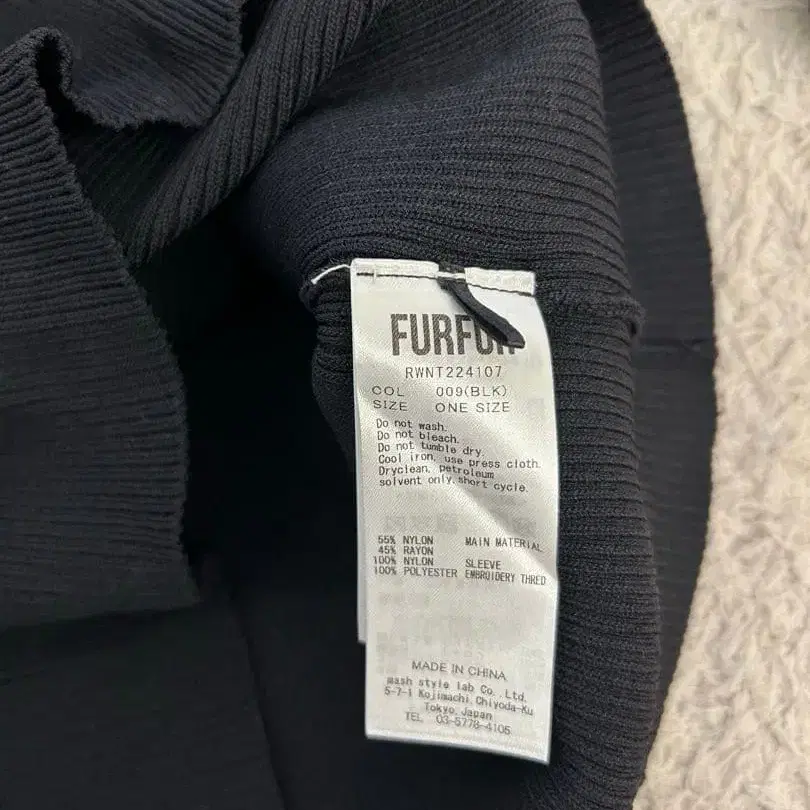 FURFUR
RWNT224107
COL 009(BLK)
SIZE ONE SIZE
Do not wash.
Do not bleach.
Do not tumble dry.
Cool iron, use press cloth.
Dryclean, petroleum
solvent only,short cycle.
55% NYLON MAIN MATERIAL
45% RAYON
100% NYLON SLEEVE
100% POLYESTER EMBROIDERY THRED
MADE IN CHINA
mash style lab Co., Ltd.
5-7-1 Kojimachi,Chiyoda-Ku
Tokyo,Japan
TEL 03-5778-4106